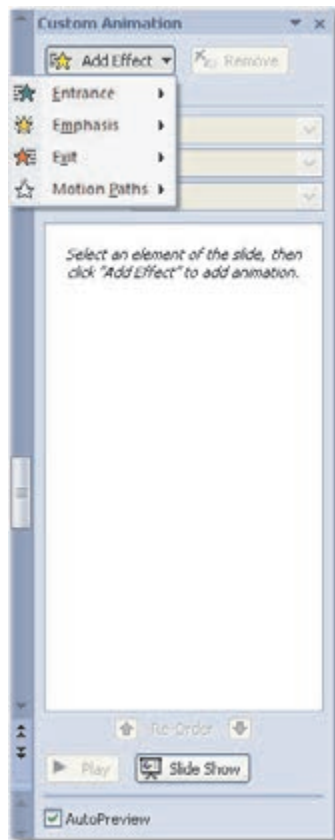 Custom Animation
Add Effect Remove
Entrance
Emphasis
Exit
Motion Paths
Select an element of the slide, then
click "Add Effect" to add animation.
Re-Order
Play Slide Show
AutoPreview